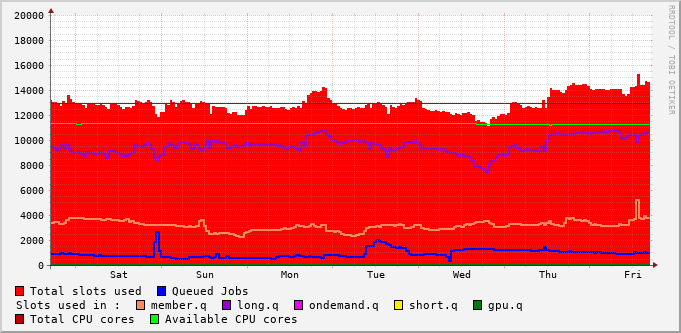 RRDTOOL / TOBI OETIKER
20000
18000
16000
14000
12000
10000
8000
6000
4000
2000
0
Sat Sun Mon Tue Wed Thu Fri
Total slots used Queued Jobs
Slots used in : member.q long.q ondemand.q short.q gpu.q
Total CPU cores Available CPU cores